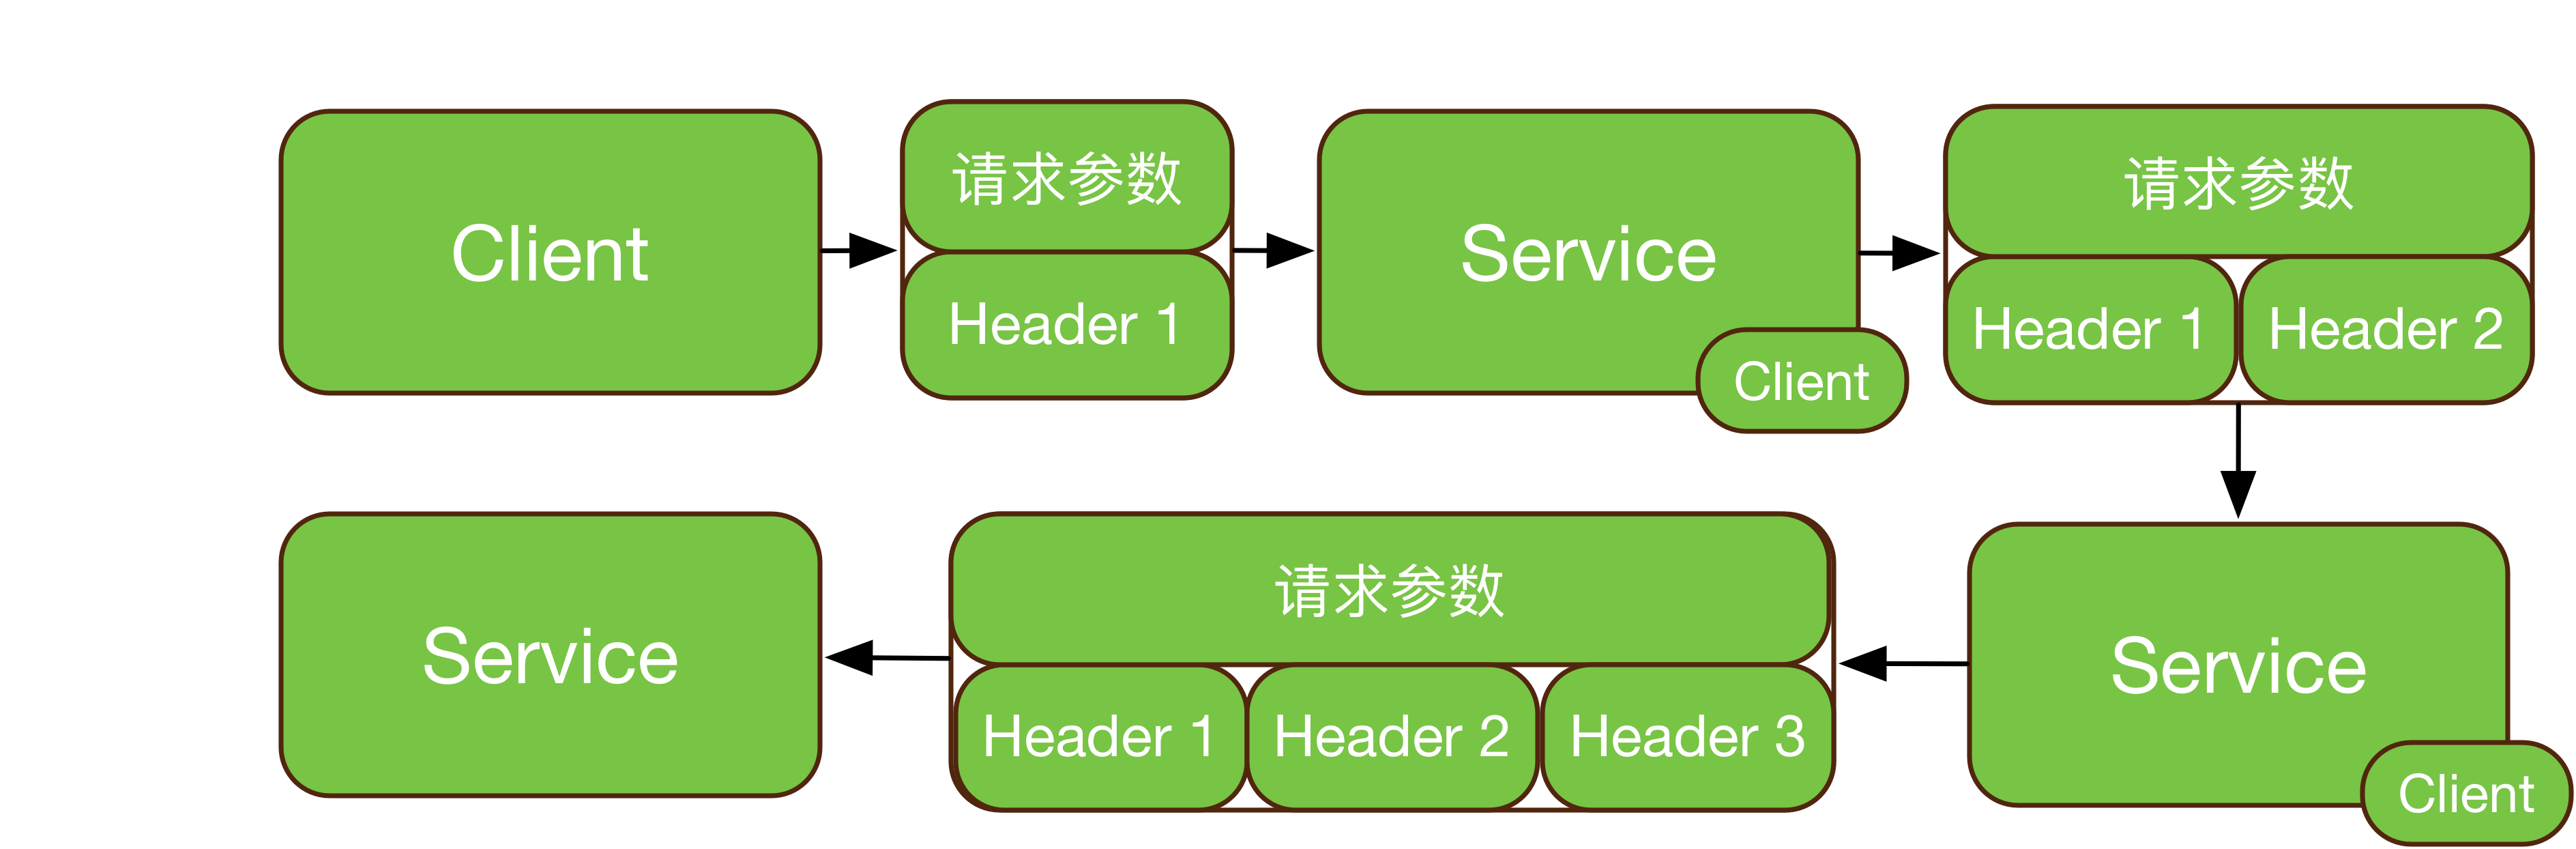 Client
请求参数
Header 1
Service
Client
请求参数
Header 1
Header 2
Service
Client
请求参数
Header 1
Header 2
Header 3
Service